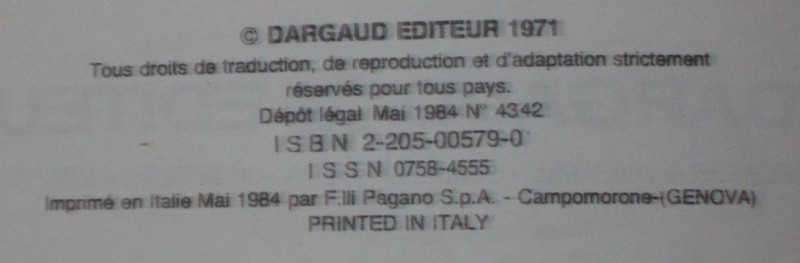 © DARGAUD EDITEUR 1971
Tous droits de traduction, de reproduction et d'adaptation strictement
réservés pour tous pays.
Dépôt légal Mai 1984 N° 4342
ISBN 2-205-00579-0
ISSN 0758-4555
Imprimé en Italie Mai 1984 par F.lli Pagano S.p.A. - Campomorone-(GENOVA)
PRINTED IN ITALY